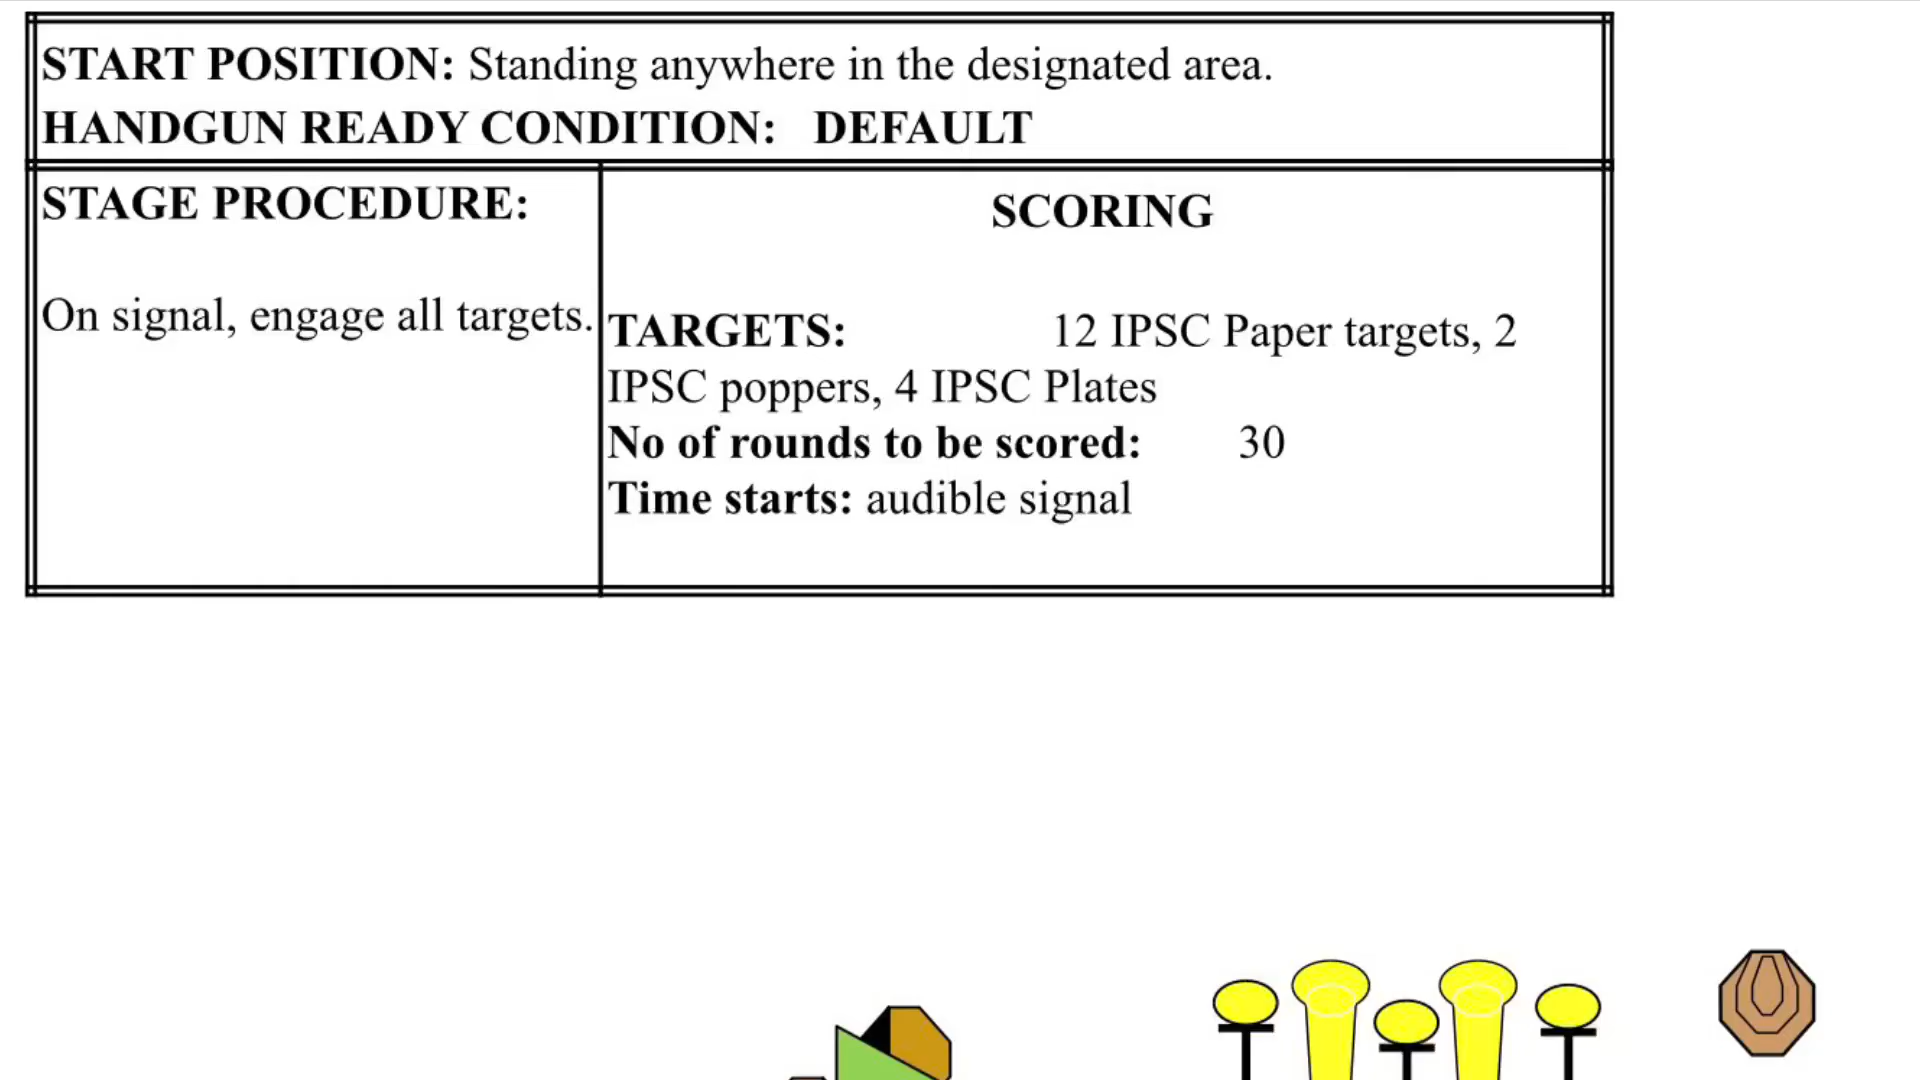 START POSITION: Standing anywhere in the designated area.
HANDGUN READY CONDITION: DEFAULT
STAGE PROCEDURE:
On signal, engage all targets.
SCORING
TARGETS: 12 IPSC Paper targets, 2
IPSC poppers, 4 IPSC Plates
No of rounds to be scored: 30
Time starts: audible signal